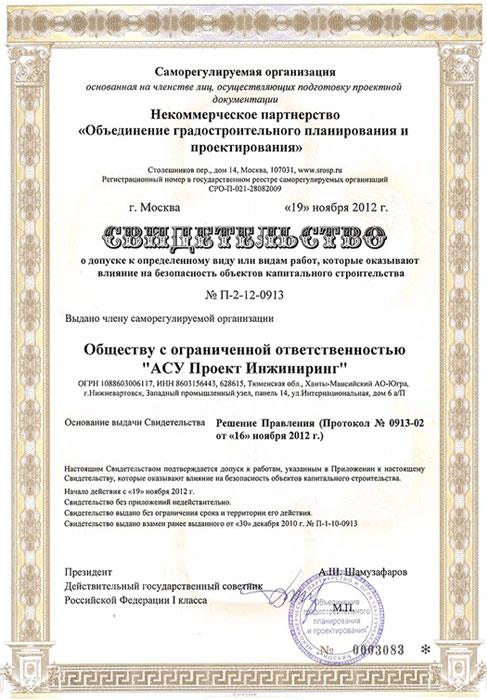 Саморегулируемая организация
основанная на членстве лиц, осуществляющих подготовку проектной
документации
Некоммерческое партнерство
«Объединение градостроительного планирования и
проектирования»
Столешников пер., дом 14, Москва, 107031, www.srosp.ru
Регистрационный номер в государственном реестре саморегулируемых организаций
СРО-П-021-28082009
г. Москва «19» ноября 2012 г.
СВИДЕТЕЛЬСТВО
о допуске к определенному виду или видам работ, которые оказывают
влияние на безопасность объектов капитального строительства
№ П-2-12-0913
Выдано члену саморегулируемой организации
Обществу с ограниченной ответственностью
"АСУ Проект Инжиниринг"
ОГРН 1088603006117, ИНН 8603156443, 628615, Тюменская обл., Ханты-Мансийский АО-Югра,
г.Нижневартовск, Западный промышленный узел, панель 14, ул.Интернациональная, дом 6 а/П
Основание выдачи Свидетельства Решение Правления (Протокол № 0913-02
от «16» ноября 2012 г.)
Настоящим Свидетельством подтверждается допуск к работам, указанным в Приложении к настоящему
Свидетельству, которые оказывают влияние на безопасность объектов капитального строительства.
Начало действия с «19» ноября 2012 г.
Свидетельство без приложений недействительно.
Свидетельство выдано без ограничения срока и территории его действия.
Свидетельство выдано взамен ранее выданного от «30» декабря 2010 г. № П-1-10-0913
Президент А.Ш. Шамузафаров
Действительный государственный советник
Российской Федерации I класса М.П.
"Объединение
градостроительного
планирования
и проектирования"
МОСКВА
№ 0003083 *